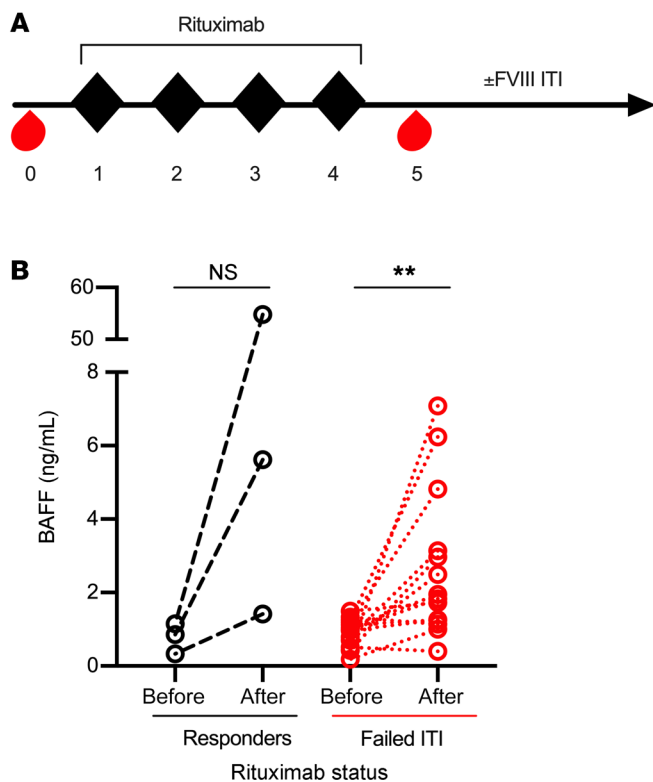 A
Rituximab
±FVIII ITI
0 1 2 3 4 5
B
NS **
60
50
8
6
4
2
0
BAFF (ng/mL)
Before After Before After
Responders Failed ITI
Rituximab status